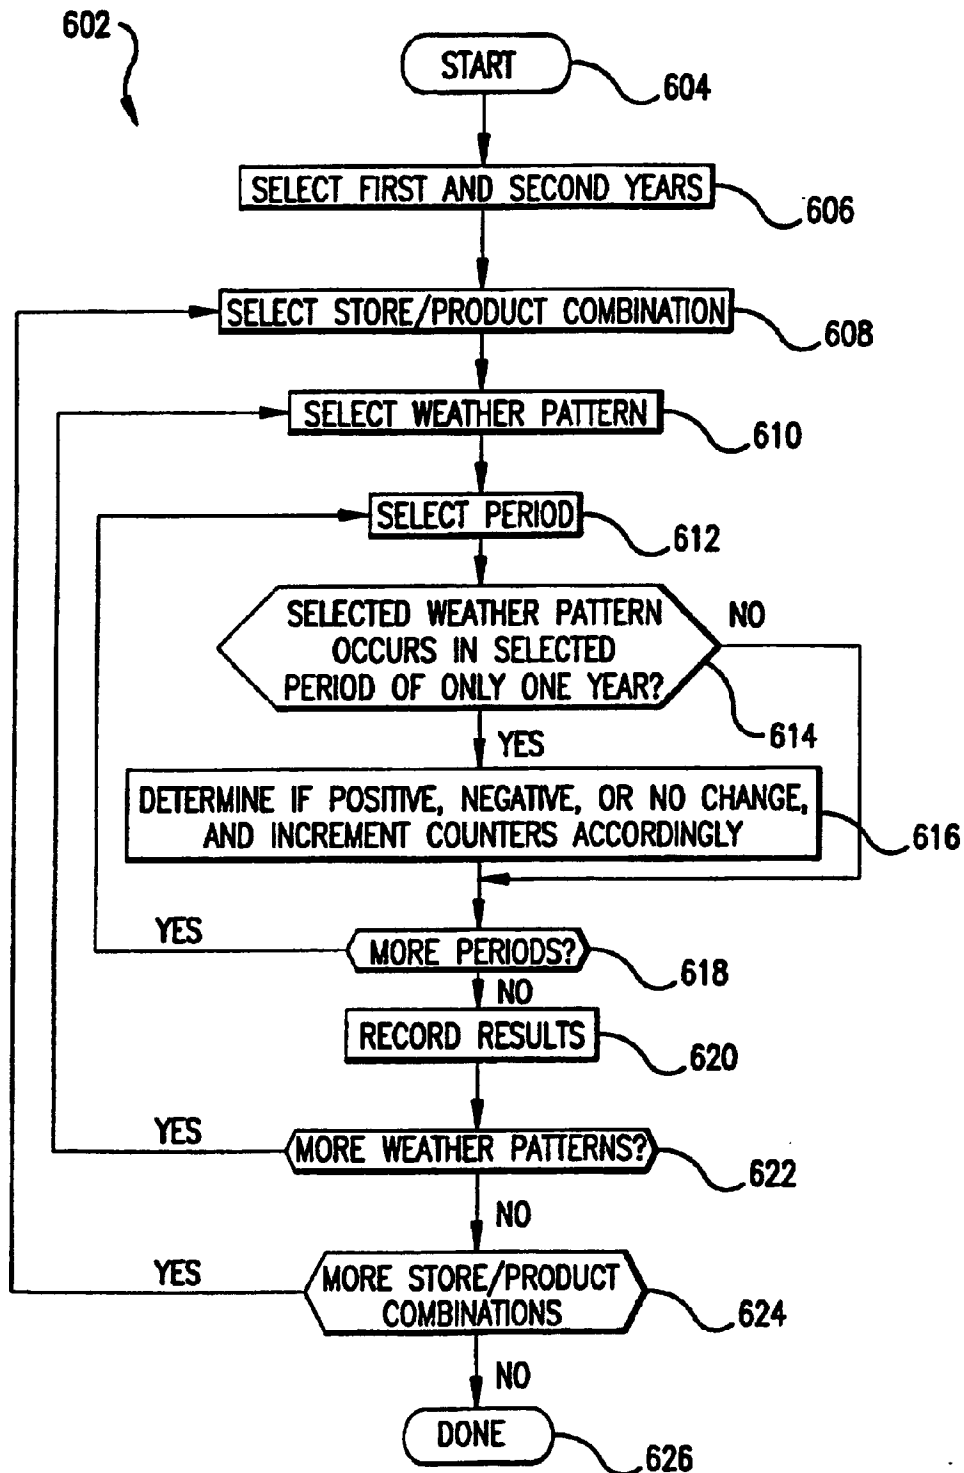 602
START
604
SELECT FIRST AND SECOND YEARS
606
SELECT STORE/PRODUCT COMBINATION
608
SELECT WEATHER PATTERN
610
SELECT PERIOD
612
SELECTED WEATHER PATTERN
OCCURS IN SELECTED
PERIOD OF ONLY ONE YEAR?
NO
614
YES
DETERMINE IF POSITIVE, NEGATIVE, OR NO CHANGE,
AND INCREMENT COUNTERS ACCORDINGLY
616
YES
MORE PERIODS?
618
NO
RECORD RESULTS
620
YES
MORE WEATHER PATTERNS?
622
NO
YES
MORE STORE/PRODUCT
COMBINATIONS
624
NO
DONE
626